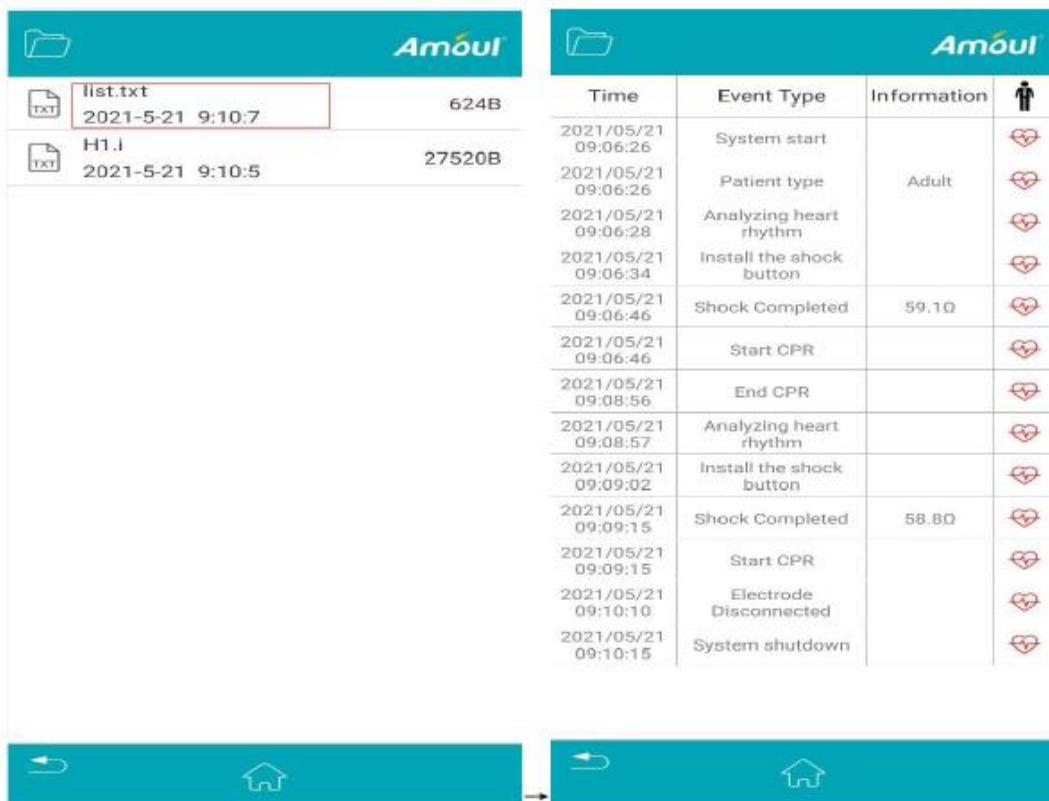 Amoul
TXT
list.txt
2021-5-21 9:10:7
624B
TXT
H1.i
2021-5-21 9:10:5
27520B
Amoul
Time Event Type Information
2021/05/21
09:06:26
System start
2021/05/21
09:06:26
Patient type
Adult
2021/05/21
09:06:28
Analyzing heart
rhythm
2021/05/21
09:06:34
Install the shock
button
2021/05/21
09:06:46
Shock Completed
59.1Ω
2021/05/21
09:06:46
Start CPR
2021/05/21
09:08:56
End CPR
2021/05/21
09:08:57
Analyzing heart
rhythm
2021/05/21
09:09:02
Install the shock
button
2021/05/21
09:09:15
Shock Completed
58.8Ω
2021/05/21
09:09:15
Start CPR
2021/05/21
09:10:10
Electrode
Disconnected
2021/05/21
09:10:15
System shutdown